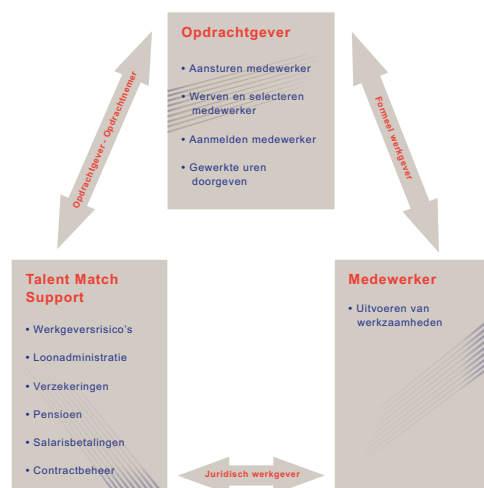 Opdrachtgever
• Aansturen medewerker
• Werven en selecteren
medewerker
• Aanmelden medewerker
• Gewerkte uren
doorgeven
Opdrachtgever - Opdrachtnemer
Formeel werkgever
Talent Match
Support
• Werkgeversrisico's
• Loonadministratie
• Verzekeringen
• Pensioen
• Salarisbetalingen
• Contractbeheer
Medewerker
• Uitvoeren van
werkzaamheden
Juridisch werkgever